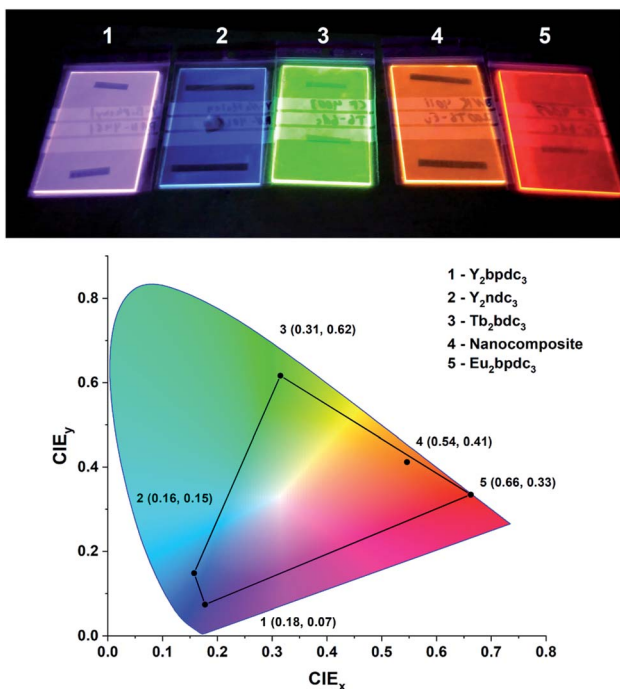 1
2
3
4
5
1 - Y₂bpdc₃
2 - Y₂ndc₃
3 - Tb₂bdc₃
4 - Nanocomposite
5 - Eu₂bpdc₃
0.8
3 (0.31, 0.62)
0.6
CIEy
4 (0.54, 0.41)
0.4
5 (0.66, 0.33)
2 (0.16, 0.15)
0.2
1 (0.18, 0.07)
0.0
0.0 0.1 0.2 0.3 0.4 0.5 0.6 0.7 0.8
CIEx